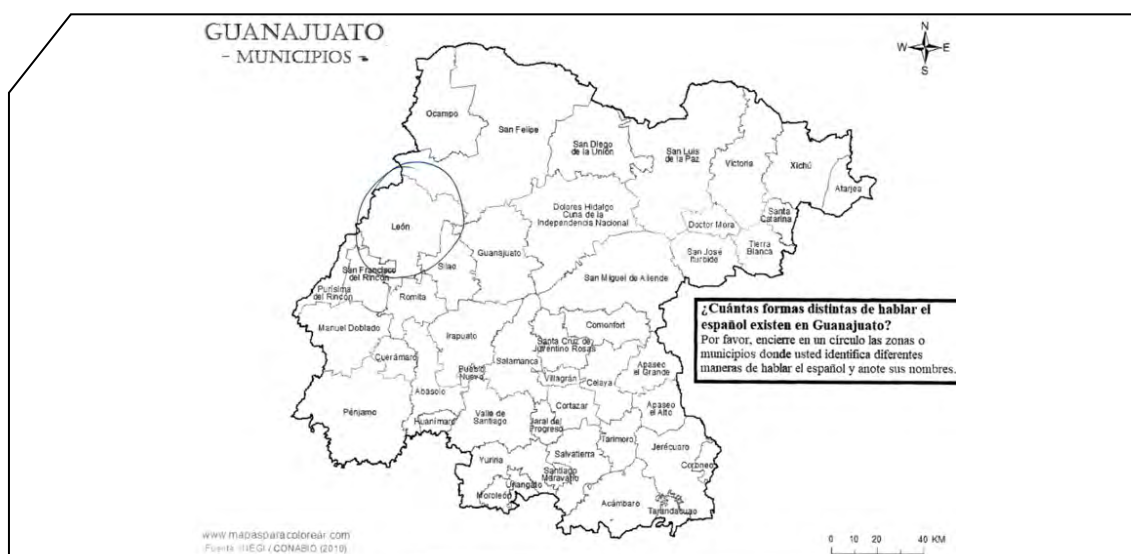 GUANAJUATO
- MUNICIPIOS -
N
W E
S
Ocampo
San Felipe
San Diego
de la Unión
San Luis
de la Paz
Victoria
Xichú
Atarjea
León
Dolores Hidalgo
Cuna de la
Independencia Nacional
Doctor Mora
Santa
Catarina
Guanajuato
Silao
San José
Iturbide
Tierra
Blanca
San Francisco
del Rincón
Purísima
del Rincón
Romita
San Miguel de Allende
¿Cuántas formas distintas de hablar el
español existen en Guanajuato?
Por favor, encierre en un círculo las zonas o
municipios donde usted identifica diferentes
maneras de hablar el español y anote sus nombres.
Manuel Doblado
Irapuato
Comonfort
Santa Cruz de
Juventino Rosas
Cuerámaro
Salamanca
Pueblo
Nuevo
Villagrán
Celaya
Apaseo
el Grande
Abasolo
Pénjamo
Huanímaro
Valle de
Santiago
Cortazar
Jaral del
Progreso
Apaseo
el Alto
Tarimoro
Jerécuaro
Salvatierra
Coroneo
Yuriria
Santiago
Maravatío
Uriangato
Moroleón
Acámbaro
Tarandacuao
www.mapasparacolorear.com
Fuente: INEGI / CONABIO (2010)
0 10 20 40 KM